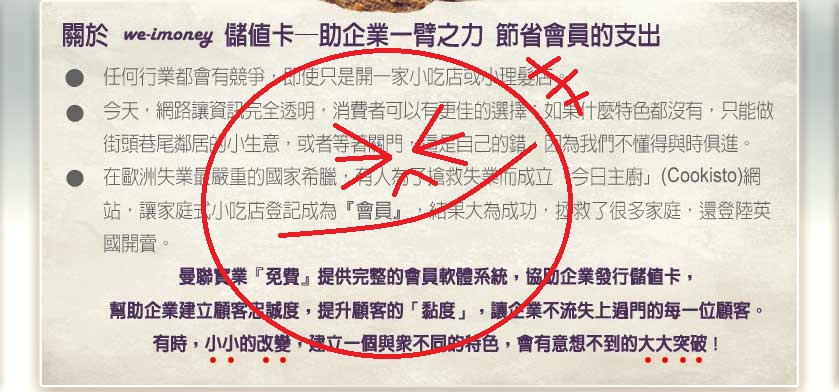 關於 we-imoney 儲值卡─助企業一臂之力 節省會員的支出
● 任何行業都會有競爭，即使只是開一家小吃店或小理髮店。
● 今天，網路讓資訊完全透明，消費者可以有更佳的選擇；如果什麼特色都沒有，只能做
街頭巷尾鄰居的小生意，或者等著關門，這是自己的錯，因為我們不懂得與時俱進。
● 在歐洲失業最嚴重的國家希臘，有人為了搶救失業而成立「今日主廚」(Cookisto)網
站，讓家庭式小吃店登記成為『會員』，結果大為成功，拯救了很多家庭，還登陸英
國開賣。
曼聯實業『免費』提供完整的會員軟體系統，協助企業發行儲值卡，
幫助企業建立顧客忠誠度，提升顧客的「黏度」，讓企業不流失上過門的每一位顧客。
有時，小小的改變，建立一個與眾不同的特色，會有意想不到的大大突破！